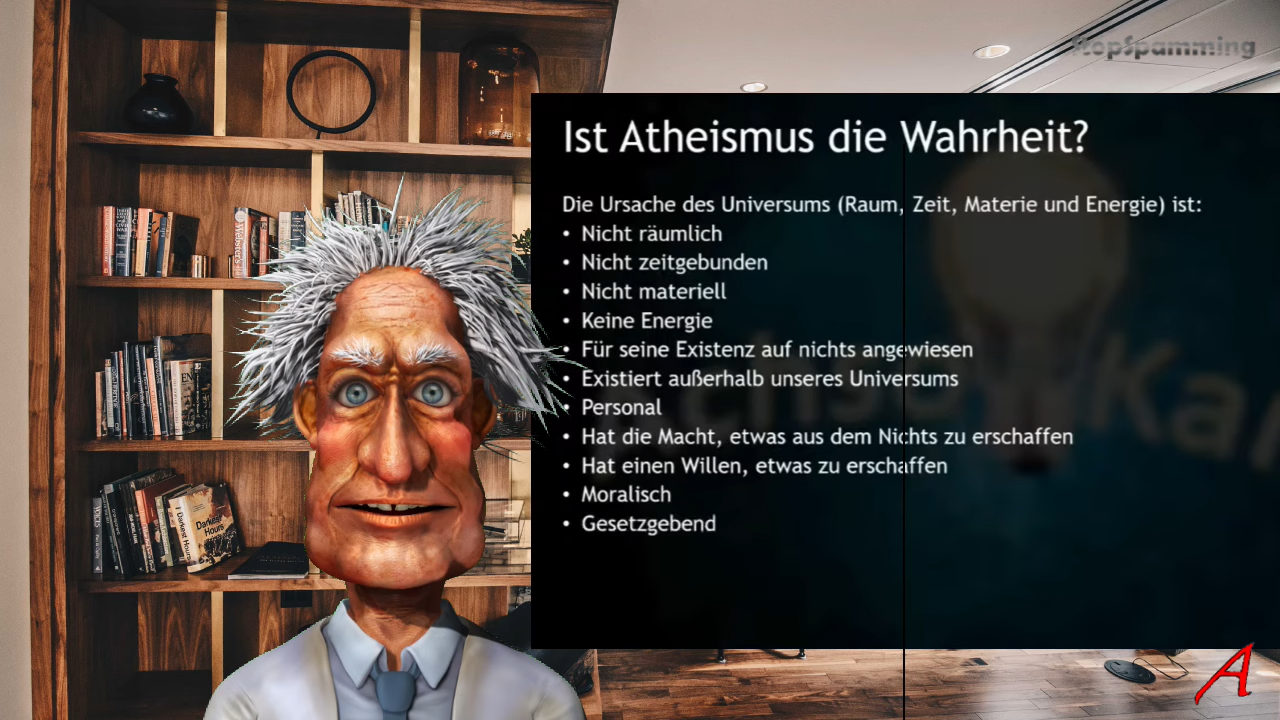 StopSpamming
Ist Atheismus die Wahrheit?
Die Ursache des Universums (Raum, Zeit, Materie und Energie) ist:
• Nicht räumlich
• Nicht zeitgebunden
• Nicht materiell
• Keine Energie
• Für seine Existenz auf nichts angewiesen
• Existiert außerhalb unseres Universums
• Personal
• Hat die Macht, etwas aus dem Nichts zu erschaffen
• Hat einen Willen, etwas zu erschaffen
• Moralisch
• Gesetzgebend
Darkest
Hours
A